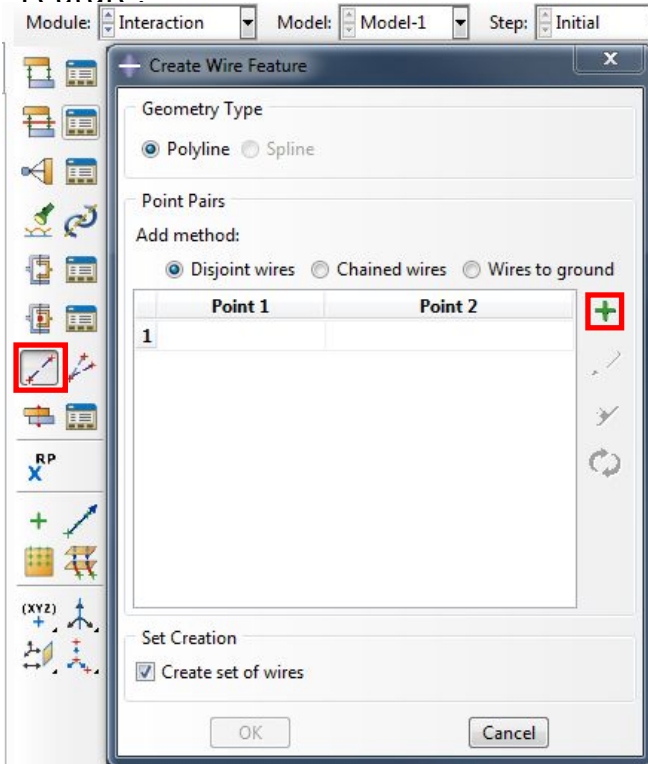 Module: Interaction Model: Model-1 Step: Initial
Create Wire Feature
X
Geometry Type
Polyline Spline
Point Pairs
Add method:
Disjoint wires Chained wires Wires to ground
Point 1 Point 2
1
RP
X
(XYZ)
Set Creation
Create set of wires
OK Cancel